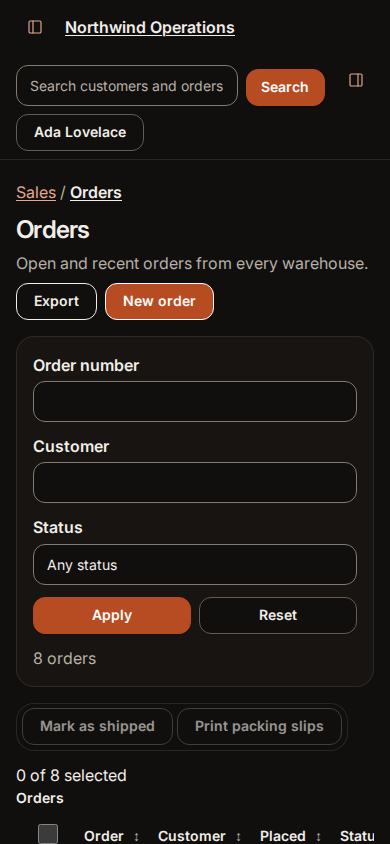 Northwind Operations
Search customers and orders
Search
Ada Lovelace
Sales / Orders
Orders
Open and recent orders from every warehouse.
Export
New order
Order number
Customer
Status
Any status
Apply
Reset
8 orders
Mark as shipped
Print packing slips
0 of 8 selected
Orders
Order ↕ Customer ↕ Placed ↕ Statu